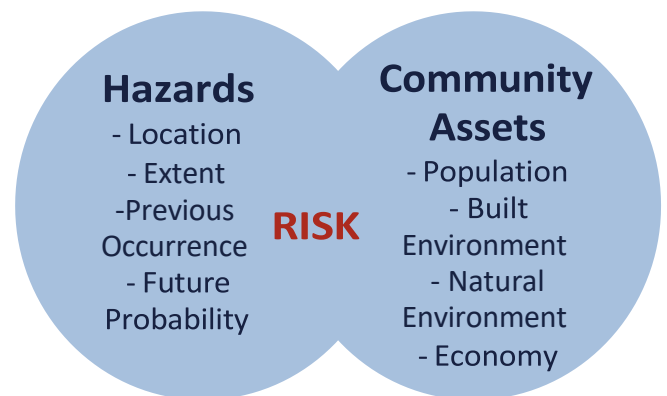 Hazards
- Location
- Extent
-Previous
Occurrence
- Future
Probability
RISK
Community
Assets
- Population
- Built
Environment
- Natural
Environment
- Economy